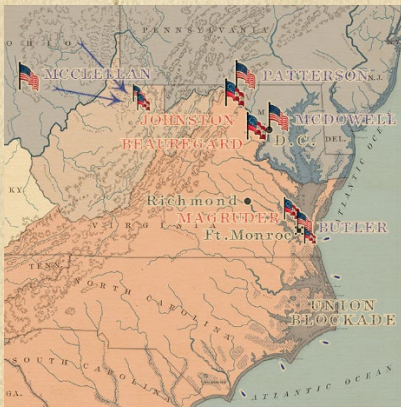 PENNSYLVANIA
OHIO
McCLELLAN
PATTERSON
N.J.
M
JOHNSTON
McDOWELL
BEAUREGARD
D.C.
DEL.
KY.
Richmond
MAGRUDER
BUTLER
VIRGINIA
Ft. Monroe
ATLANTIC OCEAN
TENN.
NORTH CAROLINA
UNION
BLOCKADE
SOUTH CAROLINA
GA.
ATLANTIC OCEAN